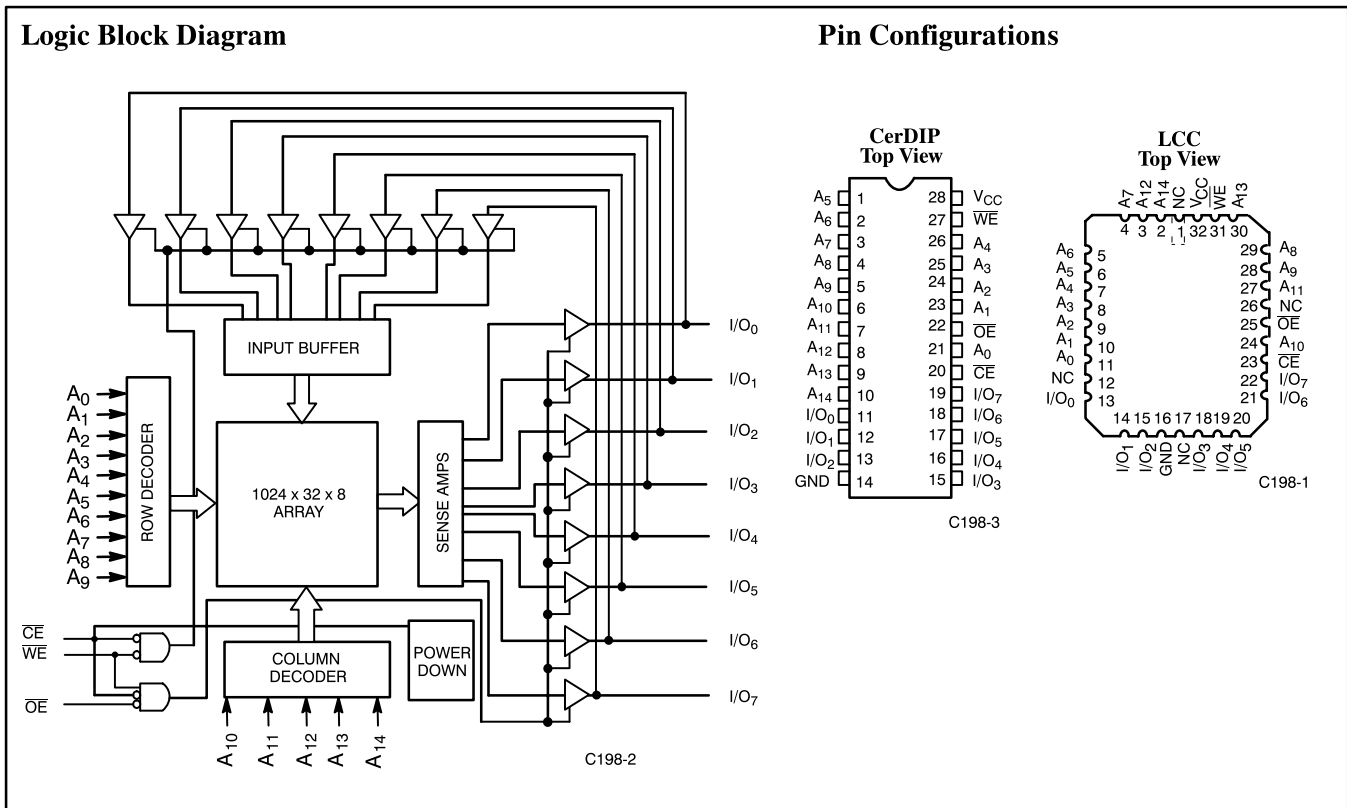 Logic Block Diagram
INPUT BUFFER
A0
A1
A2
A3
A4
A5
A6
A7
A8
A9
ROW DECODER
1024 x 32 x 8
ARRAY
SENSE AMPS
I/O0
I/O1
I/O2
I/O3
I/O4
I/O5
I/O6
I/O7
CE
WE
OE
COLUMN
DECODER
POWER
DOWN
A10
A11
A12
A13
A14
C198-2
Pin Configurations
CerDIP
Top View
A5 1 28 VCC
A6 2 27 WE
A7 3 26 A4
A8 4 25 A3
A9 5 24 A2
A10 6 23 A1
A11 7 22 OE
A12 8 21 A0
A13 9 20 CE
A14 10 19 I/O7
I/O0 11 18 I/O6
I/O1 12 17 I/O5
I/O2 13 16 I/O4
GND 14 15 I/O3
C198-3
LCC
Top View
A7 A12 A14 NC VCC WE A13
4 3 2 1 32 31 30
A6 5 29 A8
A5 6 28 A9
A4 7 27 A11
A3 8 26 NC
A2 9 25 OE
A1 10 24 A10
A0 11 23 CE
NC 12 22 I/O7
I/O0 13 21 I/O6
14 15 16 17 18 19 20
I/O1 I/O2 GND NC I/O3 I/O4 I/O5
C198-1